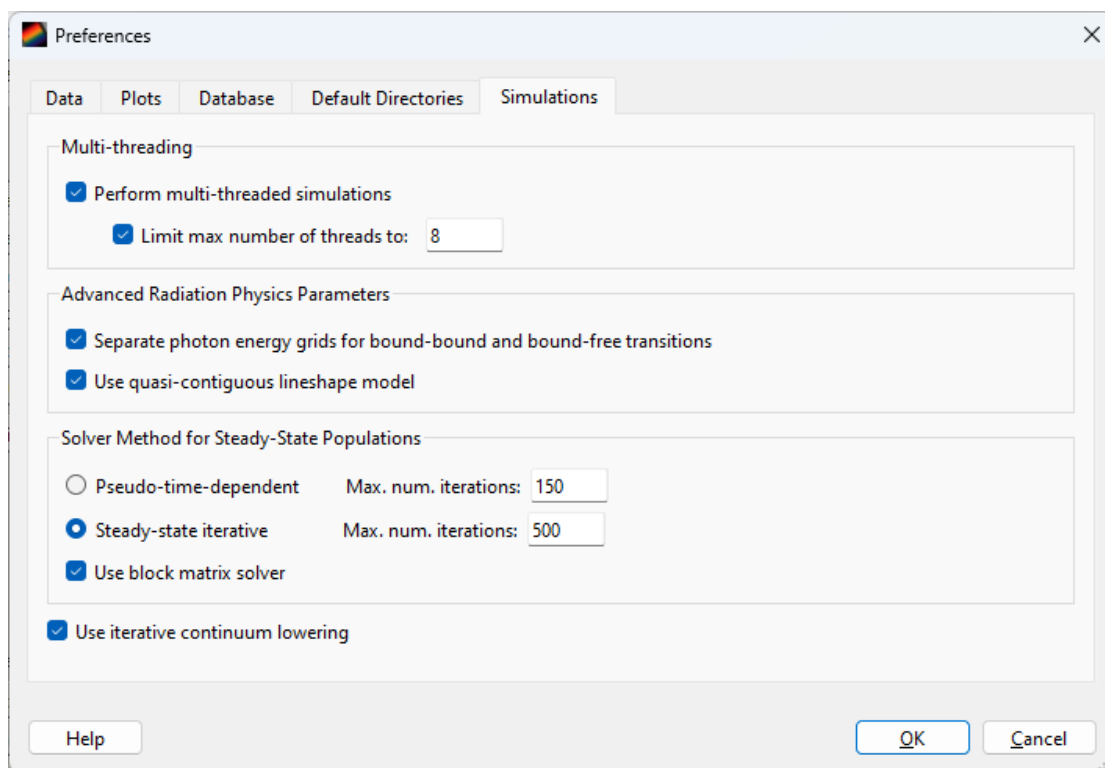 Preferences
Data Plots Database Default Directories Simulations
Multi-threading
Perform multi-threaded simulations
Limit max number of threads to: 8
Advanced Radiation Physics Parameters
Separate photon energy grids for bound-bound and bound-free transitions
Use quasi-contiguous lineshape model
Solver Method for Steady-State Populations
Pseudo-time-dependent Max. num. iterations: 150
Steady-state iterative Max. num. iterations: 500
Use block matrix solver
Use iterative continuum lowering
Help OK Cancel